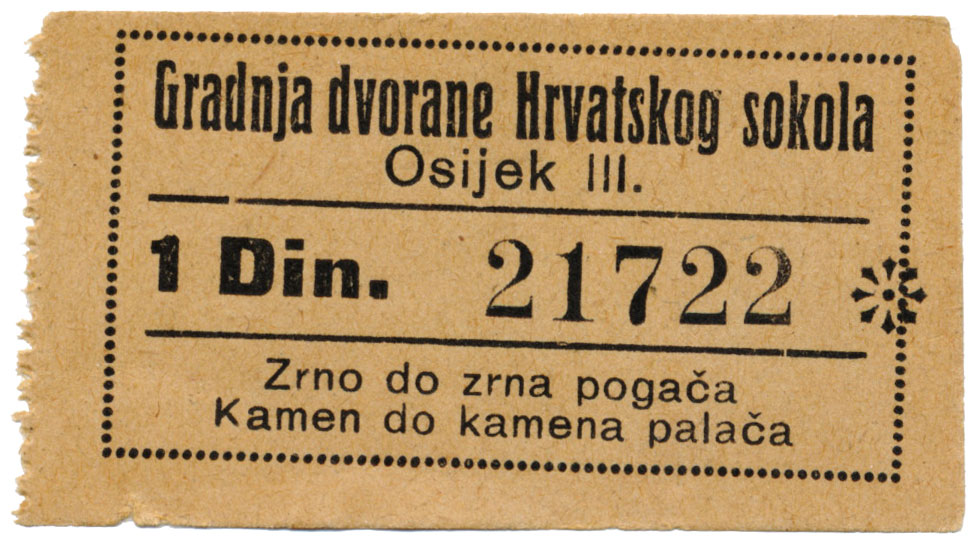 Gradnja dvorane Hrvatskog sokola
Osijek III.
1 Din. 21722
Zrno do zrna pogača
Kamen do kamena palača